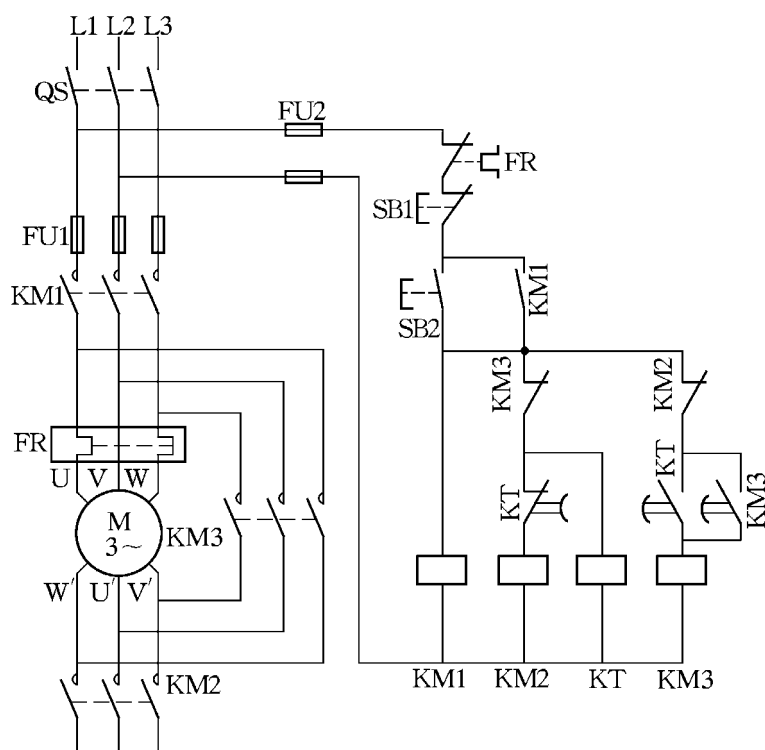 L1 L2 L3
QS
FU2
FR
SB1
FU1
KM1
KM1
SB2
KM3
KM2
FR
U V W
KT
KT
KM3
M
3~
KM3
W' U' V'
KM2
KM1 KM2 KT KM3